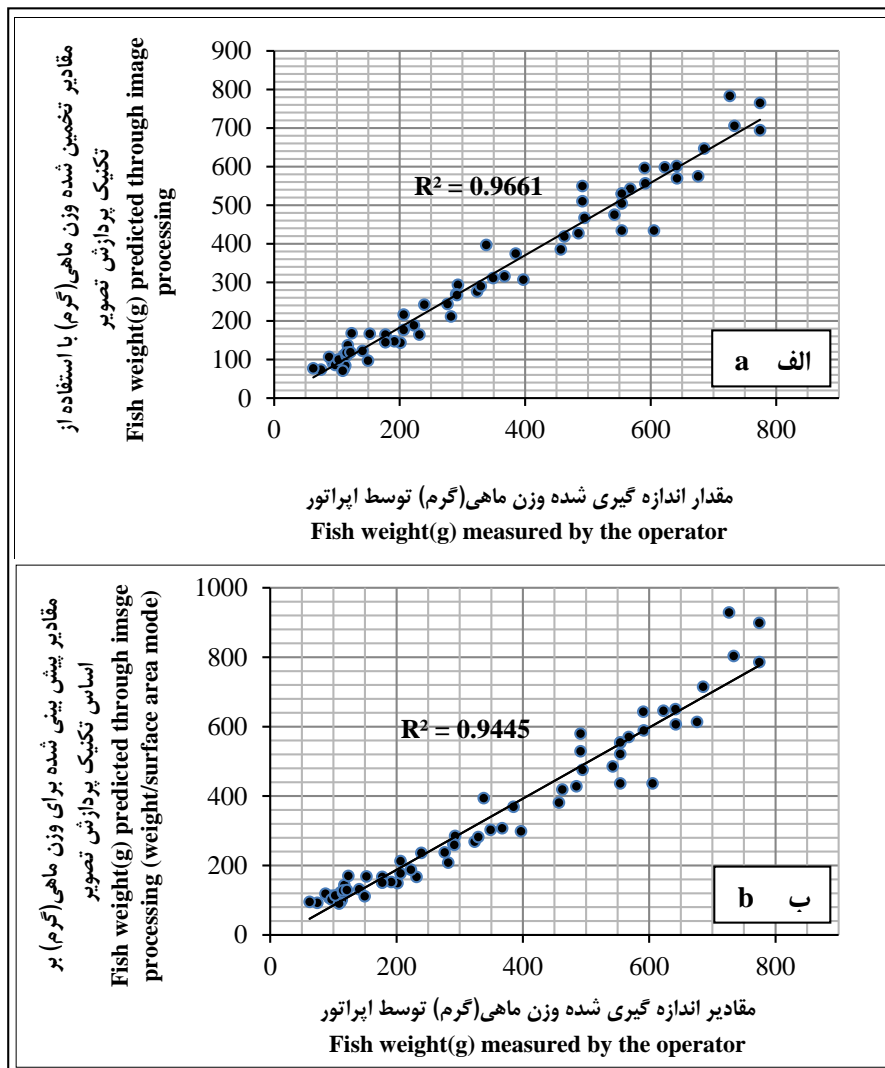 مقادیر تخمین شده وزن ماهی(گرم) با استفاده از
تکنیک پردازش تصویر
Fish weight(g) predicted through image
processing
900
800
700
600
500
400
300
200
100
0
R² = 0.9661
الف a
200
400
600
800
مقدار اندازه گیری شده وزن ماهی(گرم) توسط اپراتور
Fish weight(g) measured by the operator
مقادیر پیش بینی شده برای وزن ماهی(گرم) بر
اساس تکنیک پردازش تصویر
Fish weight(g) predicted through imsge
processing (weight/surface area mode)
1000
800
600
400
200
0
R² = 0.9445
ب b
0
200
400
600
800
مقادیر اندازه گیری شده وزن ماهی(گرم) توسط اپراتور
Fish weight(g) measured by the operator